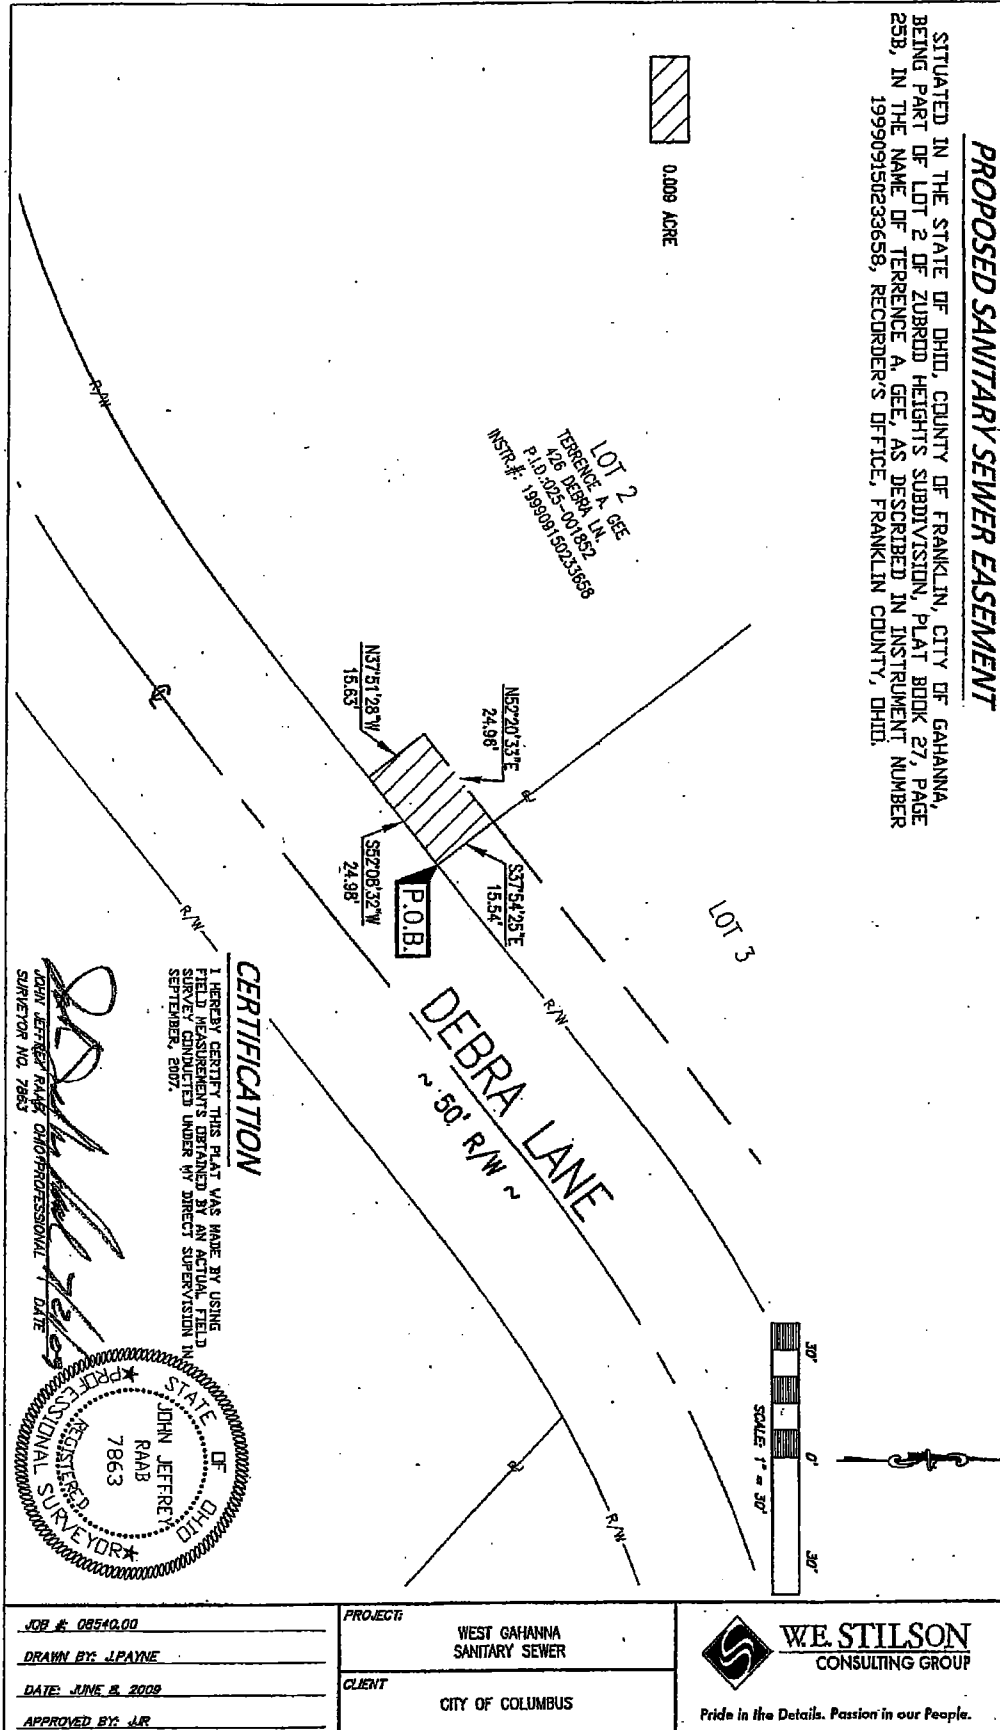 PROPOSED SANITARY SEWER EASEMENT
SITUATED IN THE STATE OF OHIO, COUNTY OF FRANKLIN, CITY OF GAHANNA,
BEING PART OF LOT 2 OF ZUBROD HEIGHTS SUBDIVISION, PLAT BOOK 27, PAGE
25B, IN THE NAME OF TERRENCE A. GEE, AS DESCRIBED IN INSTRUMENT NUMBER
199909150233658, RECORDER'S OFFICE, FRANKLIN COUNTY, OHIO.
0.009 ACRE
LOT 2
TERRENCE A. GEE
426 DEBRA LN.
P.I.D.:025-001852
INSTR.#: 199909150233658
LOT 3
N52°20'33"E
24.96'
S37°54'25"E
15.54'
N37°51'28"W
15.63'
S52°08'32"W
24.98'
P.O.B.
R/W
R/W
R/W
R/W
DEBRA LANE
~ 50' R/W ~
30'
0'
30'
SCALE: 1" = 30'
CERTIFICATION
I HEREBY CERTIFY THIS PLAT WAS MADE BY USING
FIELD MEASUREMENTS OBTAINED BY AN ACTUAL FIELD
SURVEY CONDUCTED UNDER MY DIRECT SUPERVISION IN
SEPTEMBER, 2007.
JOHN JEFFREY RAAB, OHIO PROFESSIONAL DATE
SURVEYOR NO. 7863
STATE OF OHIO
JOHN JEFFREY
RAAB
7863
REGISTERED
PROFESSIONAL SURVEYOR
JOB #: 08540.00
DRAWN BY: J.PAYNE
DATE: JUNE 8, 2009
APPROVED BY: JJR
PROJECT:
WEST GAHANNA
SANITARY SEWER
CLIENT
CITY OF COLUMBUS
W.E. STILSON
CONSULTING GROUP
Pride in the Details. Passion in our People.